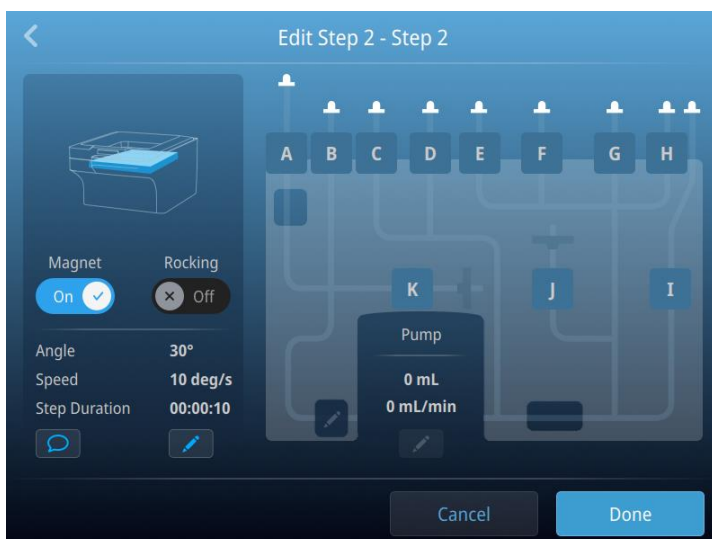 Edit Step 2 - Step 2
A B C D E F G H
Magnet Rocking
On Off
K J I
Pump
Angle 30°
Speed 10 deg/s
Step Duration 00:00:10
0 mL
0 mL/min
Cancel Done